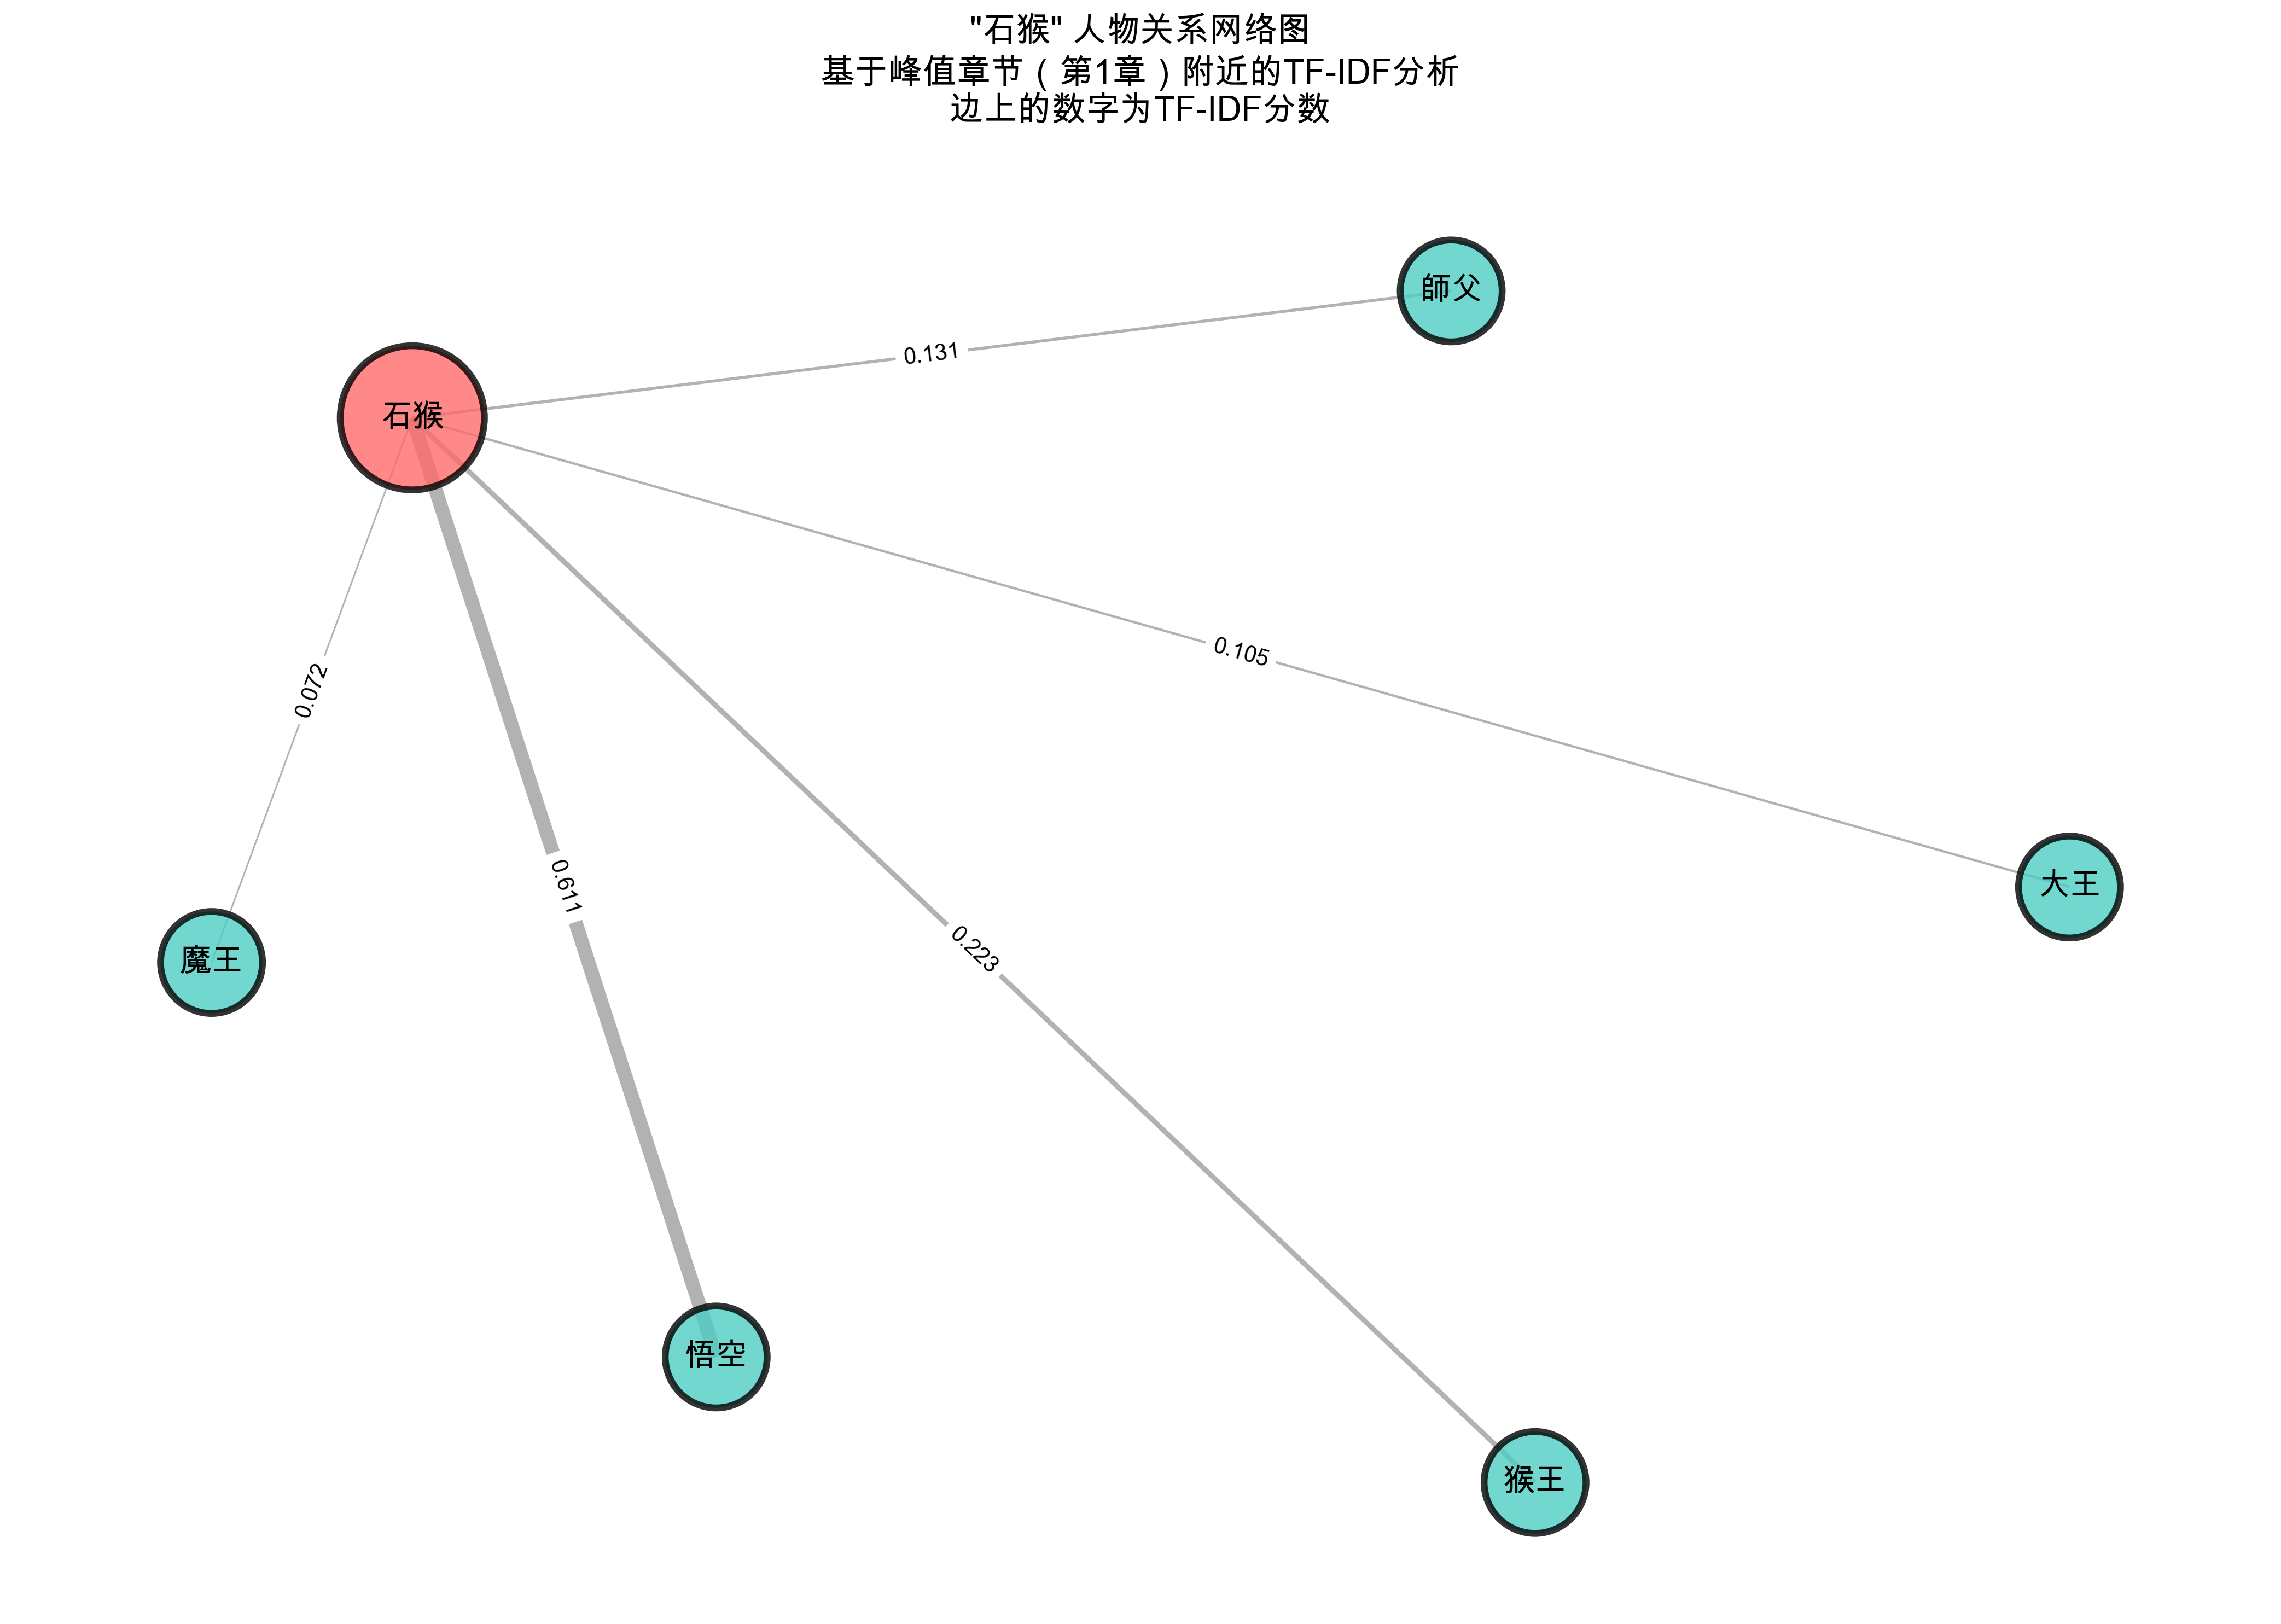 "石猴" 人物关系网络图
基于峰值章节（第1章）附近的TF-IDF分析
边上的数字为TF-IDF分数
師父
0.131
石猴
0.105
0.072
大王
0.611
0.223
魔王
悟空
猴王